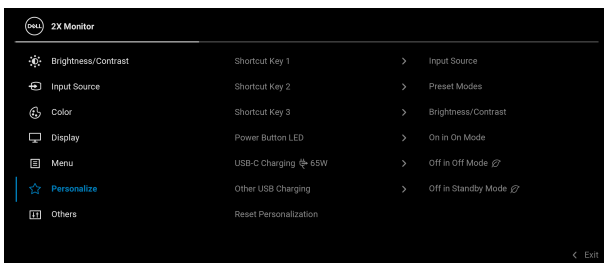 DELL 2X Monitor
Brightness/Contrast Shortcut Key 1 > Input Source
Input Source Shortcut Key 2 > Preset Modes
Color Shortcut Key 3 > Brightness/Contrast
Display Power Button LED > On in On Mode
Menu USB-C Charging 65W > Off in Off Mode
Personalize Other USB Charging > Off in Standby Mode
Others Reset Personalization
< Exit